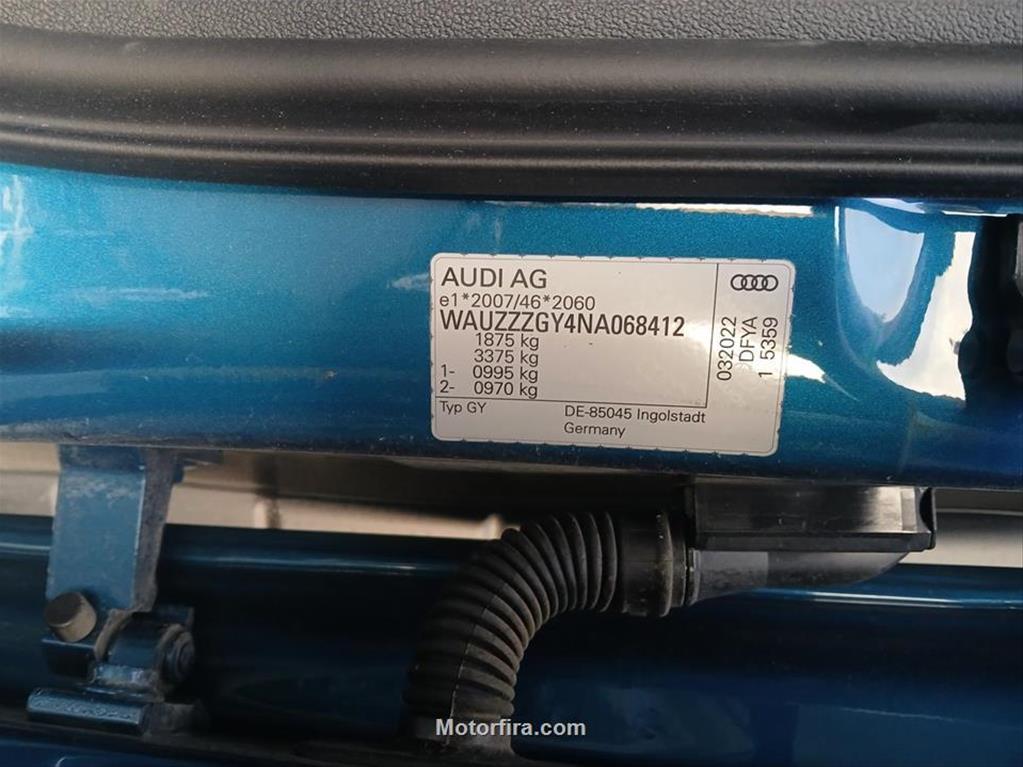 AUDI AG
e1*2007/46*2060
WAUZZZGY4NA068412
1875 kg
3375 kg
1- 0995 kg
2- 0970 kg
Typ GY
DE-85045 Ingolstadt
Germany
032022
DFYA
1 5359
Motorfira.com